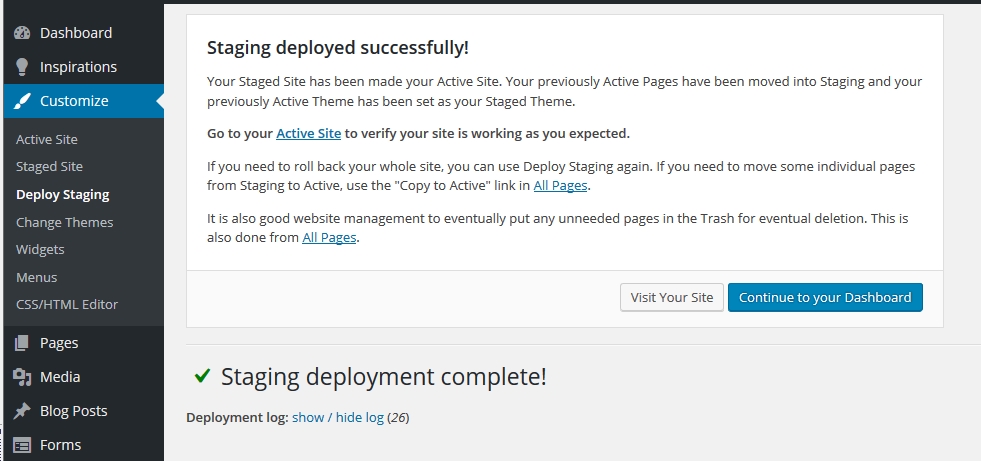 Dashboard
Inspirations
Customize
Active Site
Staged Site
Deploy Staging
Change Themes
Widgets
Menus
CSS/HTML Editor
Pages
Media
Blog Posts
Forms
Staging deployed successfully!
Your Staged Site has been made your Active Site. Your previously Active Pages have been moved into Staging and your
previously Active Theme has been set as your Staged Theme.
Go to your Active Site to verify your site is working as you expected.
If you need to roll back your whole site, you can use Deploy Staging again. If you need to move some individual pages
from Staging to Active, use the "Copy to Active" link in All Pages.
It is also good website management to eventually put any unneeded pages in the Trash for eventual deletion. This is
also done from All Pages.
Visit Your Site
Continue to your Dashboard
Staging deployment complete!
Deployment log: show / hide log (26)